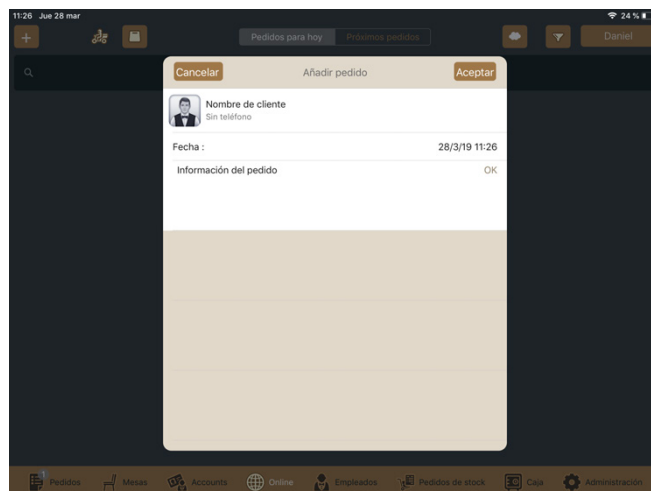 11:26 Jue 28 mar 24 %
Pedidos para hoy Próximos pedidos Daniel
Cancelar Añadir pedido Aceptar
Nombre de cliente
Sin teléfono
Fecha : 28/3/19 11:26
Información del pedido OK
1
Pedidos Mesas Accounts Online Empleados Pedidos de stock Caja Administración